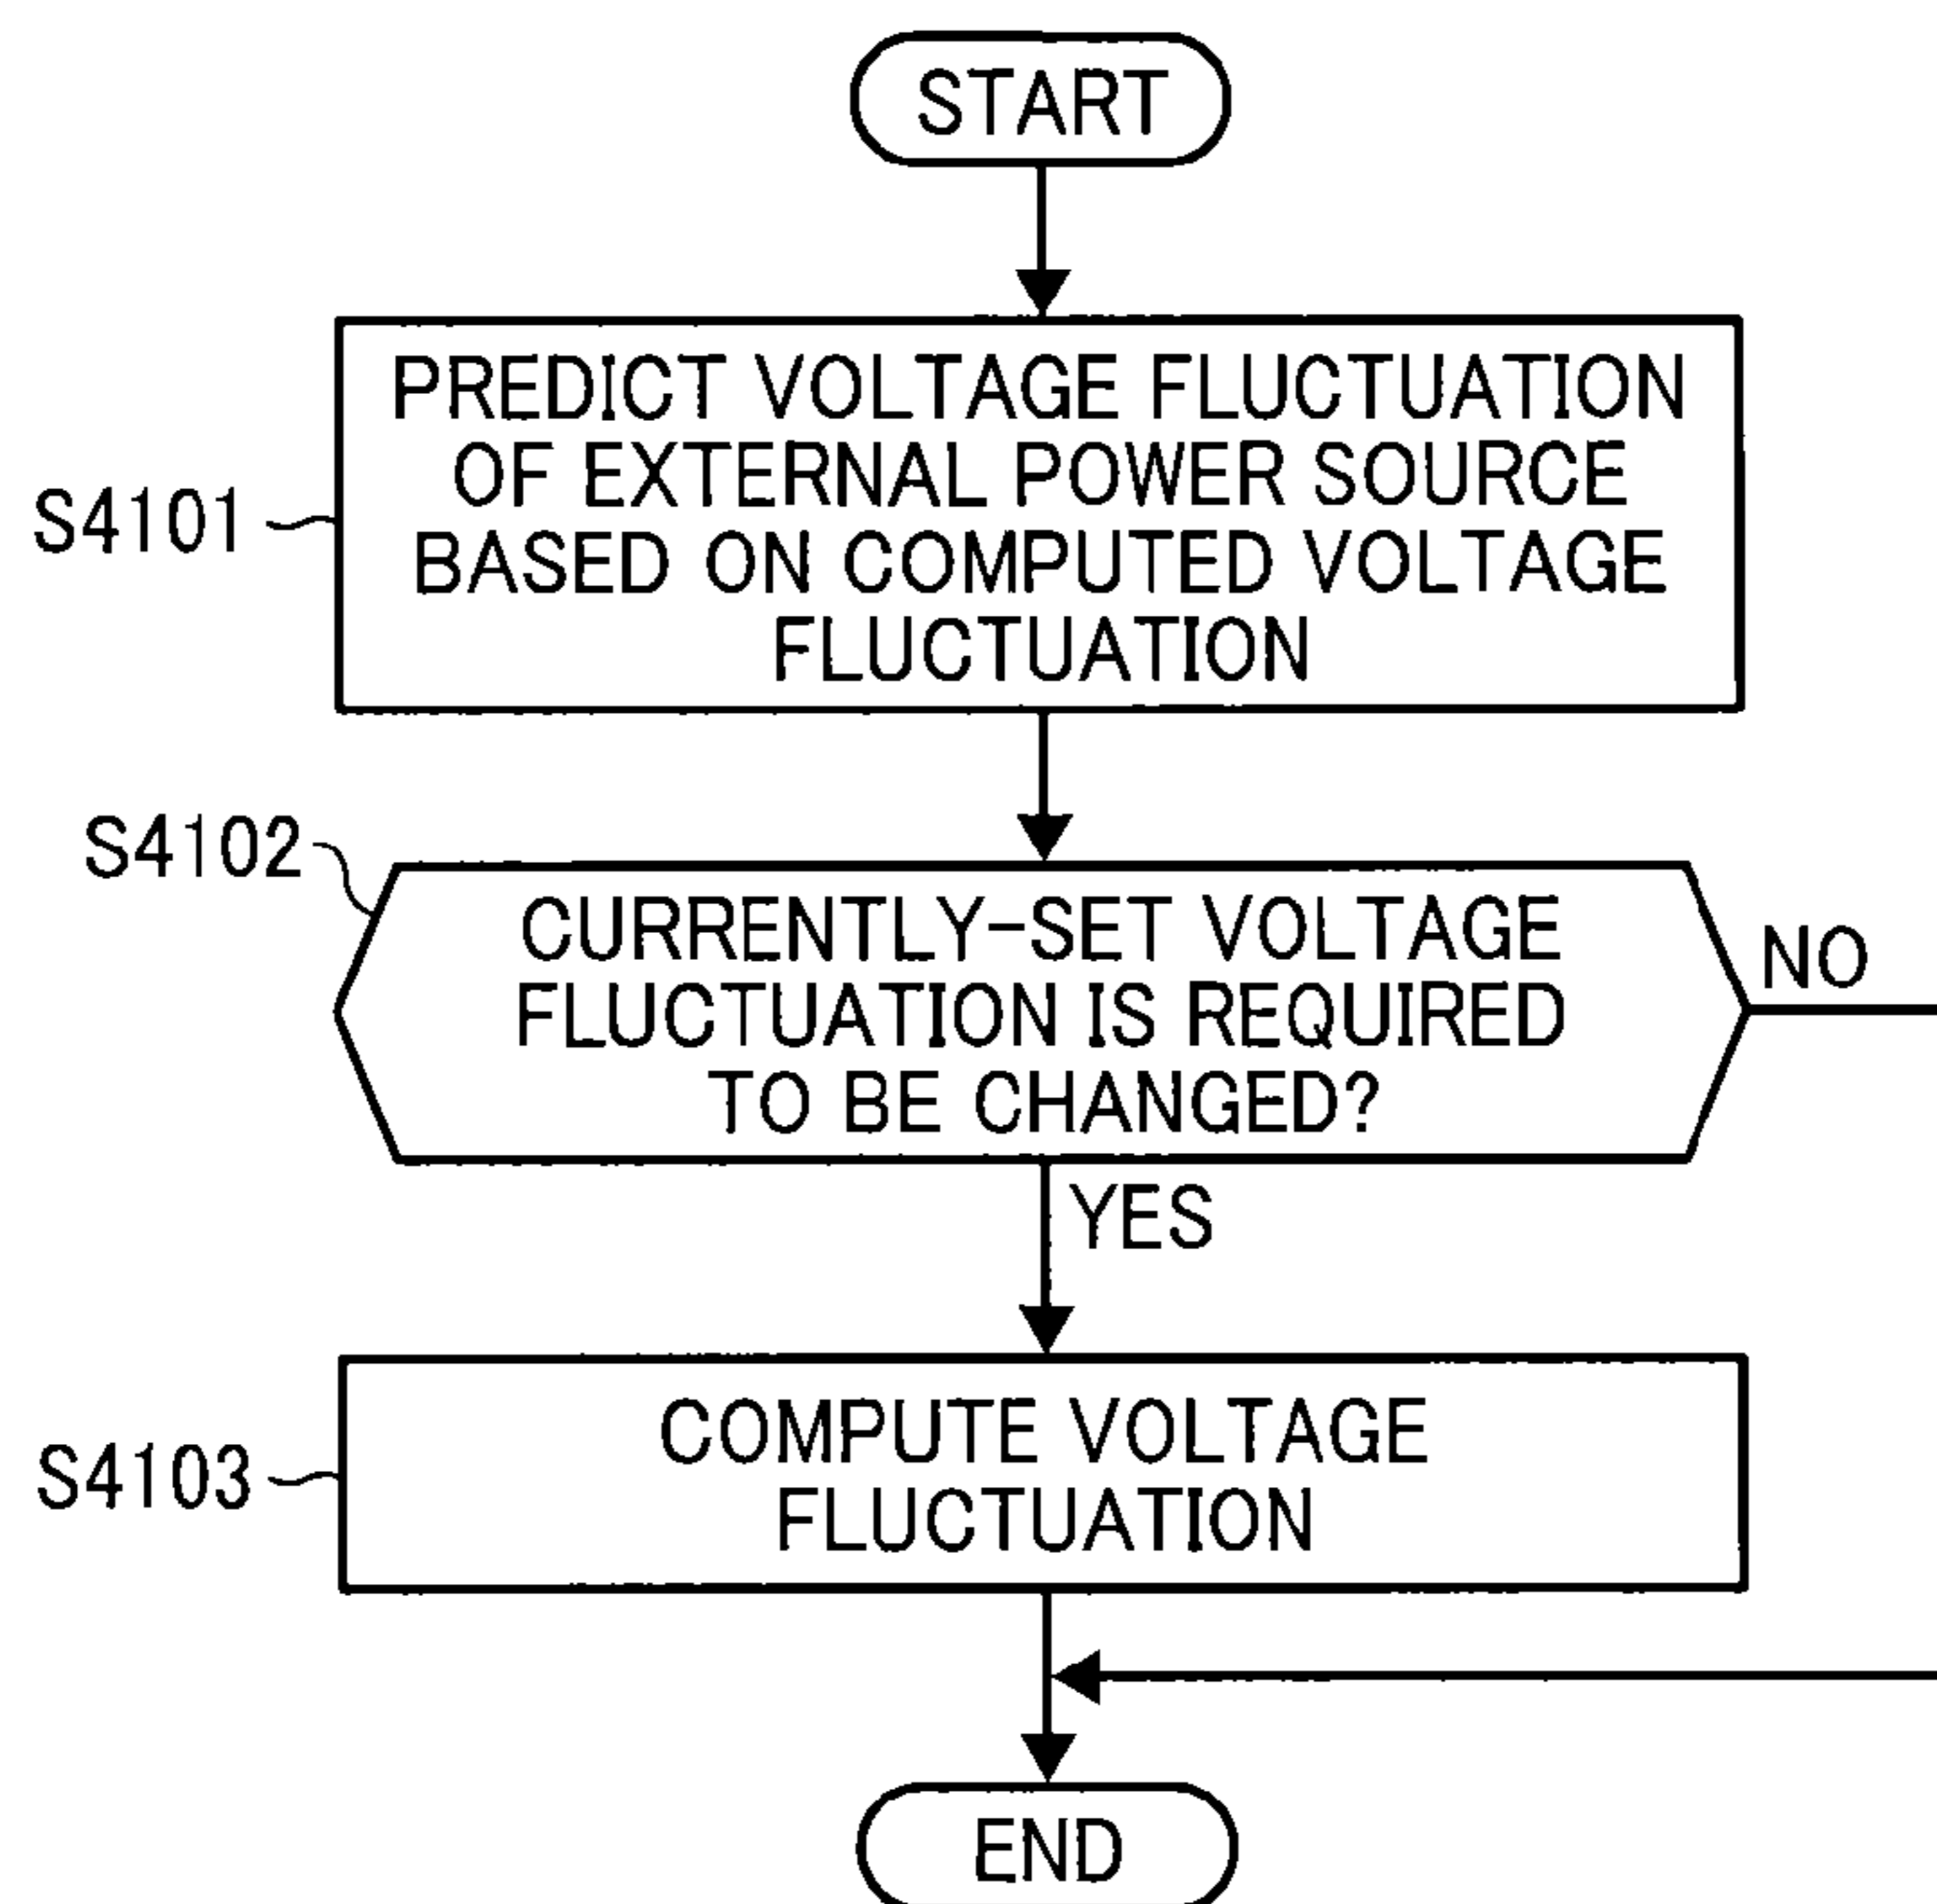 START
PREDICT VOLTAGE FLUCTUATION
OF EXTERNAL POWER SOURCE
BASED ON COMPUTED VOLTAGE
FLUCTUATION
S4101
S4102
CURRENTLY-SET VOLTAGE
FLUCTUATION IS REQUIRED
TO BE CHANGED?
NO
YES
COMPUTE VOLTAGE
FLUCTUATION
S4103
END